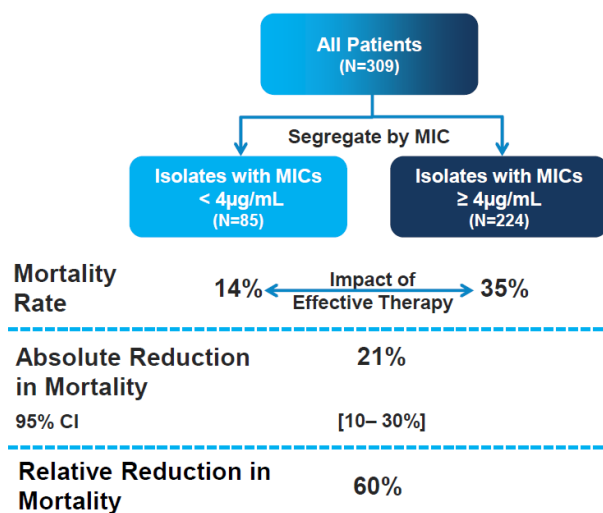 All Patients
(N=309)
Segregate by MIC
Isolates with MICs
< 4µg/mL
(N=85)
Isolates with MICs
≥ 4µg/mL
(N=224)
Mortality
Rate
14%
Impact of
Effective Therapy
35%
Absolute Reduction
in Mortality
21%
95% CI
[10– 30%]
Relative Reduction in
Mortality
60%